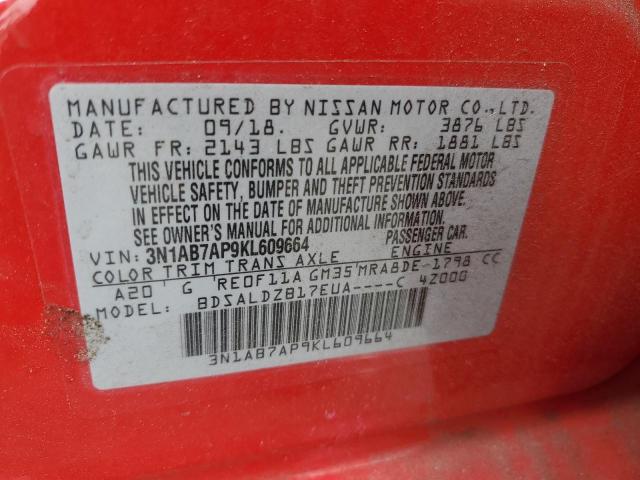 MANUFACTURED BY NISSAN MOTOR CO.,LTD.
DATE: 09/18. GVWR: 3876 LBS
GAWR FR: 2143 LBS GAWR RR: 1881 LBS
THIS VEHICLE CONFORMS TO ALL APPLICABLE FEDERAL MOTOR
VEHICLE SAFETY, BUMPER AND THEFT PREVENTION STANDARDS
IN EFFECT ON THE DATE OF MANUFACTURE SHOWN ABOVE.
SEE OWNER'S MANUAL FOR ADDITIONAL INFORMATION.
VIN: 3N1AB7AP9KL609664 PASSENGER CAR.
COLOR TRIM TRANS AXLE ENGINE
A20 G RE0F11A GM35 MRA8DE-1798 CC
MODEL: BDSALDZB17EUA----C 42000
3N1AB7AP9KL609664